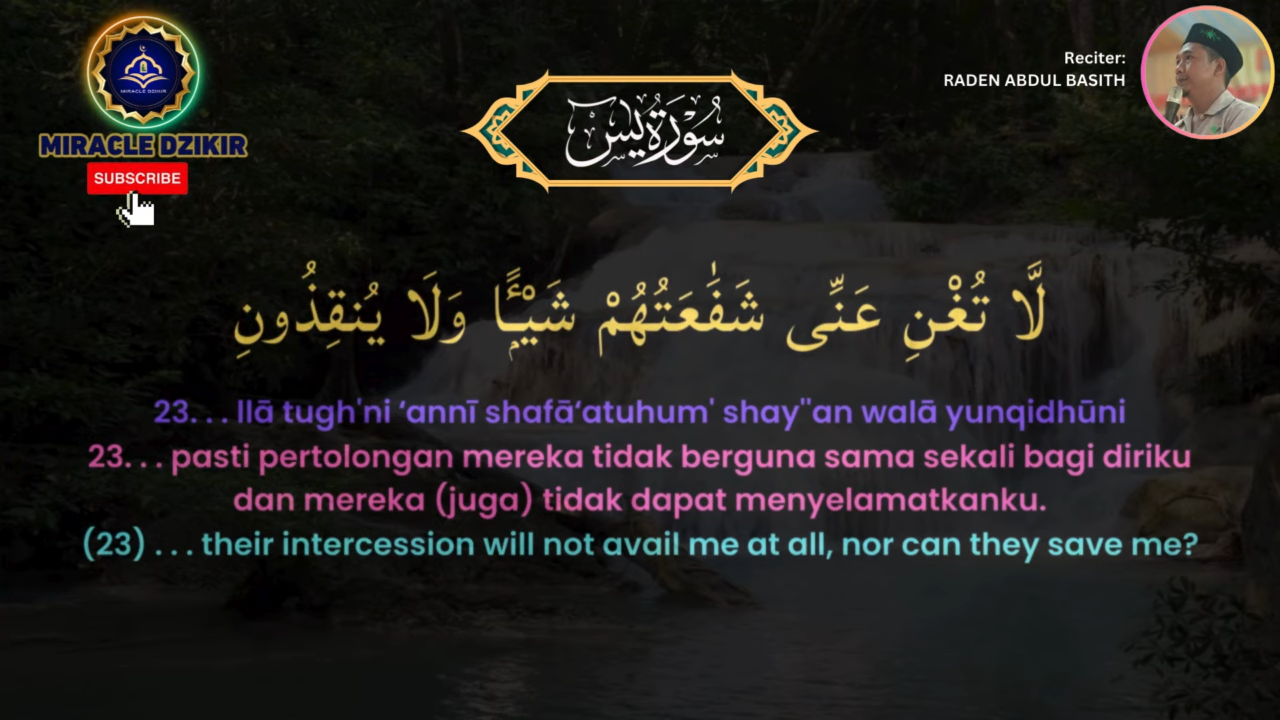 MIRACLE DZIKIR
MIRACLE DZIKIR
SUBSCRIBE
سُوْرَةُ يٰسٓ
Reciter:
RADEN ABDUL BASITH
لَّا تُغْنِ عَنِّى شَفَـٰعَتُهُمْ شَيْـًۭٔا وَلَا يُنقِذُونِ
23. . . llā tugh'ni ‘annī shafā‘atuhum' shay"an walā yunqidhūni
23. . . pasti pertolongan mereka tidak berguna sama sekali bagi diriku
dan mereka (juga) tidak dapat menyelamatkanku.
(23) . . . their intercession will not avail me at all, nor can they save me?